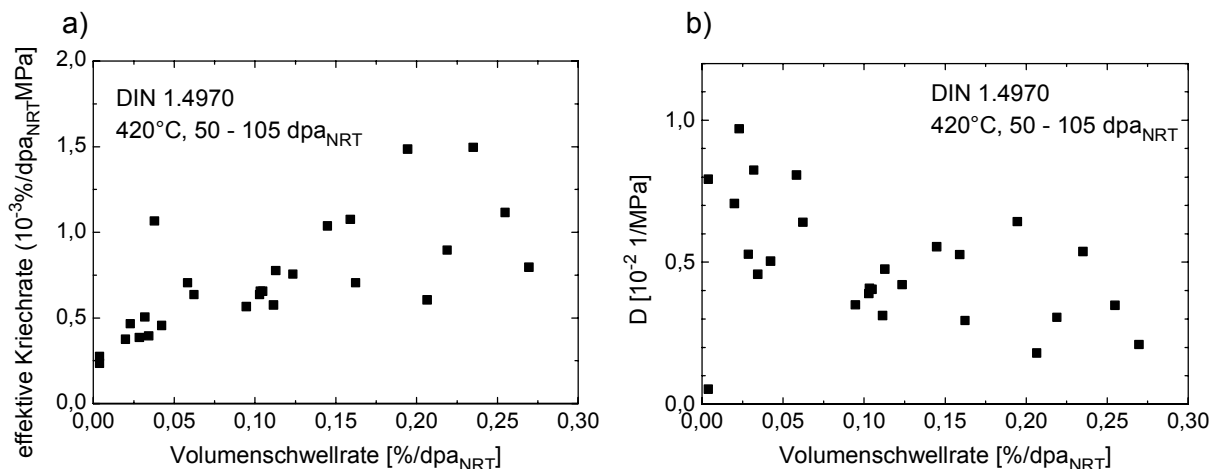 a)
effektive Kriechrate (10⁻³%/dpa_NRT MPa)
2,0
1,5
1,0
0,5
0,0
DIN 1.4970
420°C, 50 - 105 dpa_NRT
0,00 0,05 0,10 0,15 0,20 0,25 0,30
Volumenschwellrate [%/dpa_NRT]
b)
D [10⁻² 1/MPa]
1,0
0,5
0,0
DIN 1.4970
420°C, 50 - 105 dpa_NRT
0,00 0,05 0,10 0,15 0,20 0,25 0,30
Volumenschwellrate [%/dpa_NRT]